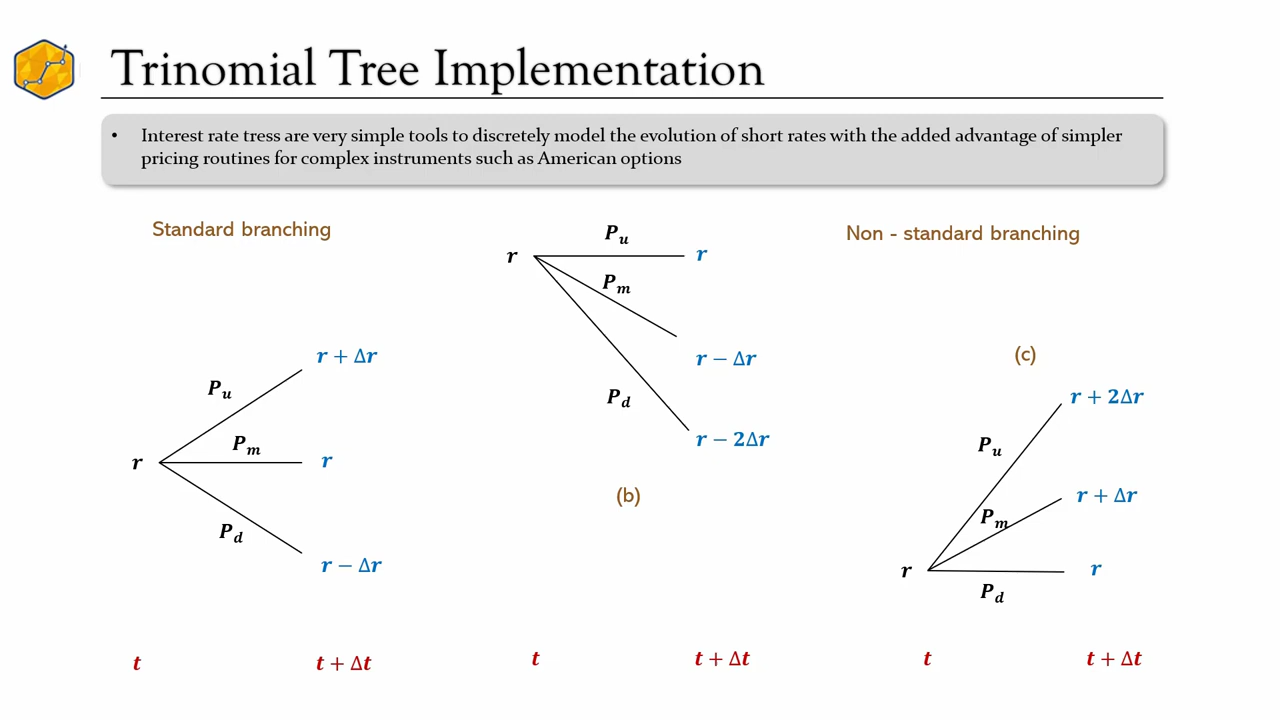 Trinomial Tree Implementation
• Interest rate tress are very simple tools to discretely model the evolution of short rates with the added advantage of simpler
pricing routines for complex instruments such as American options
Standard branching
r
P_u
r + Δr
P_m
r
P_d
r − Δr
t
t + Δt
r
P_u
r
P_m
r − Δr
P_d
r − 2Δr
(b)
t
t + Δt
Non - standard branching
(c)
r
P_u
r + 2Δr
P_m
r + Δr
P_d
r
t
t + Δt